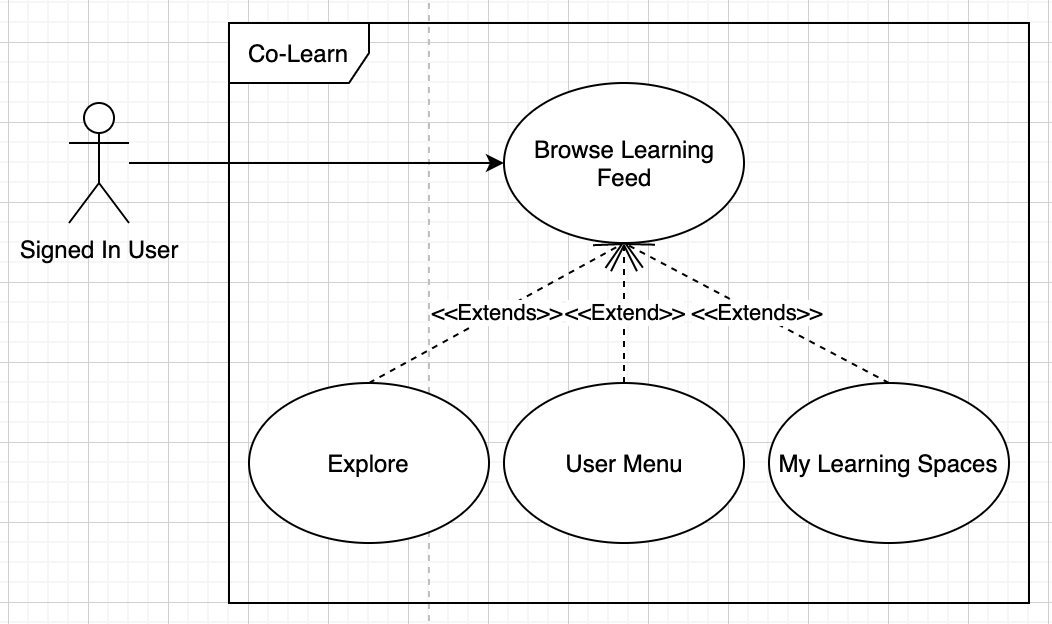 Co-Learn
Browse Learning
Feed
Signed In User
<<Extends>>
<<Extend>>
<<Extends>>
Explore
User Menu
My Learning Spaces